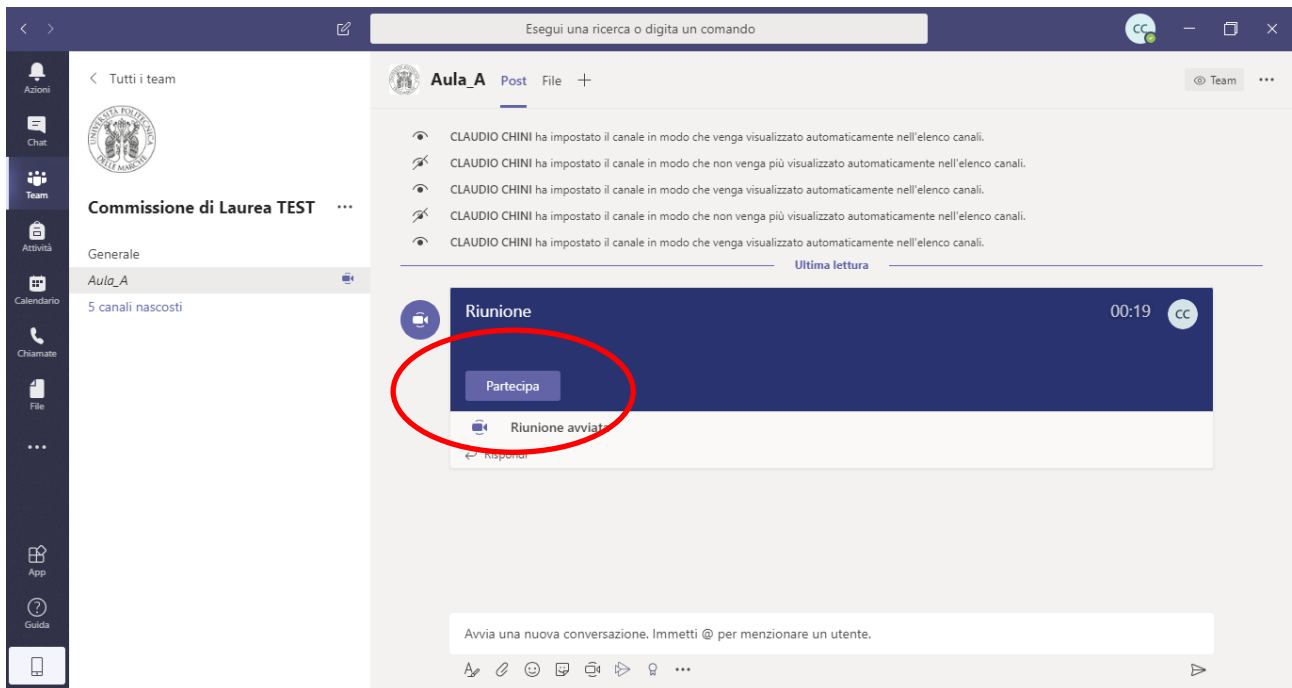 Esegui una ricerca o digita un comando
CC
Azioni
Chat
Team
Attività
Calendario
Chiamate
File
App
Guida
Tutti i team
UNIVERSITÀ POLITECNICA DELLE MARCHE
Commissione di Laurea TEST
Generale
Aula_A
5 canali nascosti
Aula_A Post File
Team
CLAUDIO CHINI ha impostato il canale in modo che venga visualizzato automaticamente nell'elenco canali.
CLAUDIO CHINI ha impostato il canale in modo che non venga più visualizzato automaticamente nell'elenco canali.
CLAUDIO CHINI ha impostato il canale in modo che venga visualizzato automaticamente nell'elenco canali.
CLAUDIO CHINI ha impostato il canale in modo che non venga più visualizzato automaticamente nell'elenco canali.
CLAUDIO CHINI ha impostato il canale in modo che venga visualizzato automaticamente nell'elenco canali.
Ultima lettura
Riunione 00:19 CC
Partecipa
Riunione avviata
Rispondi
Avvia una nuova conversazione. Immetti @ per menzionare un utente.